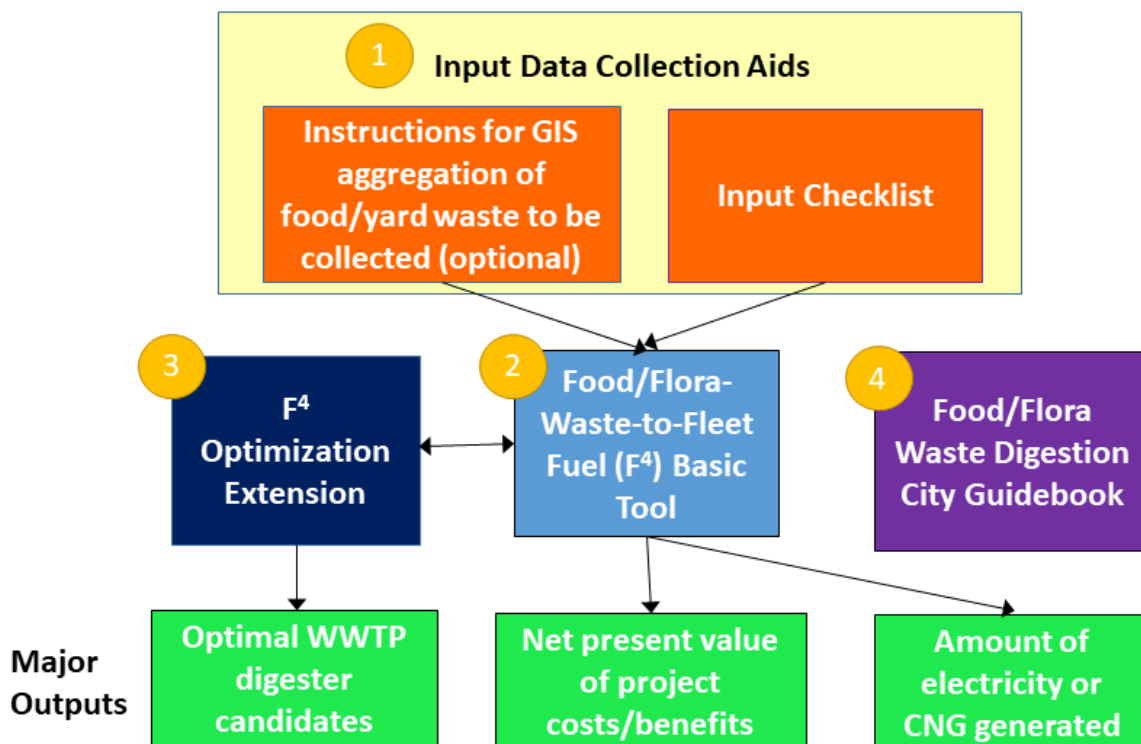 1
Input Data Collection Aids
Instructions for GIS
aggregation of
food/yard waste to be
collected (optional)
Input Checklist
3
F⁴
Optimization
Extension
2
Food/Flora-
Waste-to-Fleet
Fuel (F⁴) Basic
Tool
4
Food/Flora
Waste Digestion
City Guidebook
Major
Outputs
Optimal WWTP
digester
candidates
Net present value
of project
costs/benefits
Amount of
electricity or
CNG generated